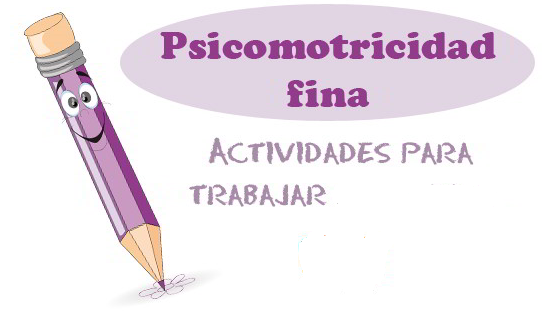 Psicomotricidad
fina
ACTIVIDADES PARA
TRABAJAR